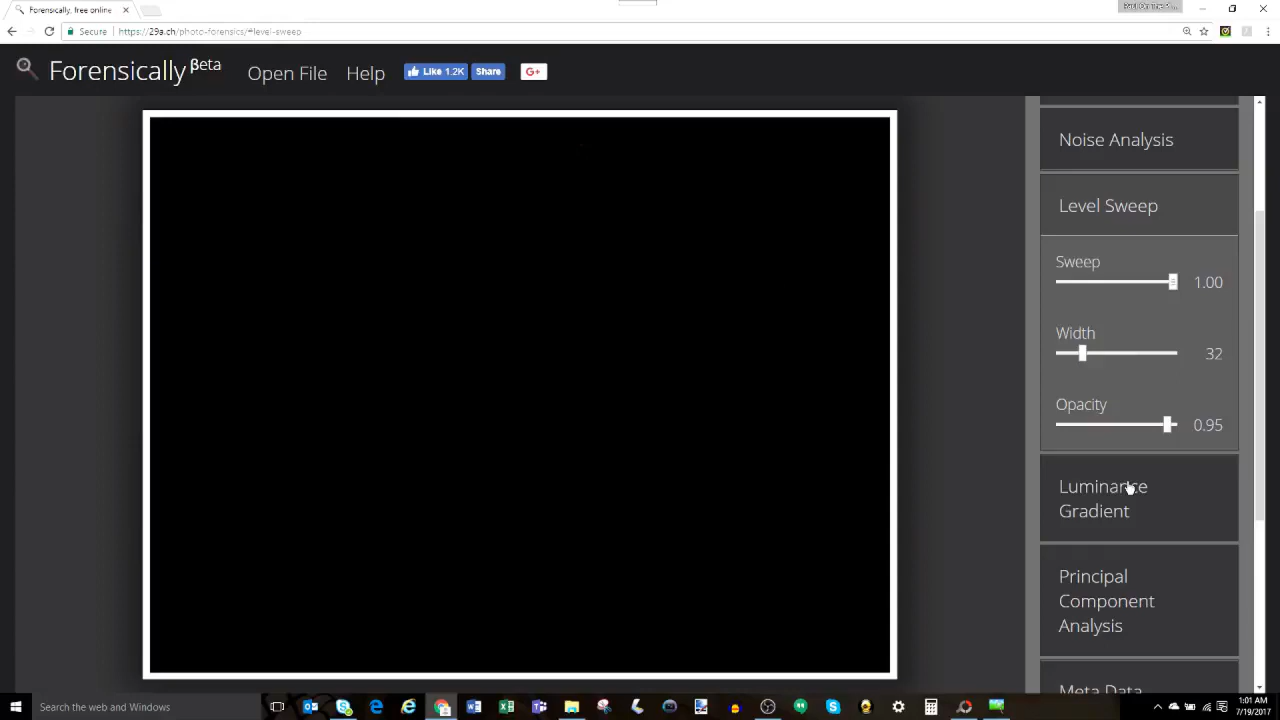 Forensically, free online
Secure
https://29a.ch/photo-forensics/#level-sweep
Forensically Beta
Open File
Help
Like 1.2K
Share
G+
Noise Analysis
Level Sweep
Sweep
1.00
Width
32
Opacity
0.95
Luminance
Gradient
Principal
Component
Analysis
Meta Data
Search the web and Windows
1:01 AM
7/19/2017